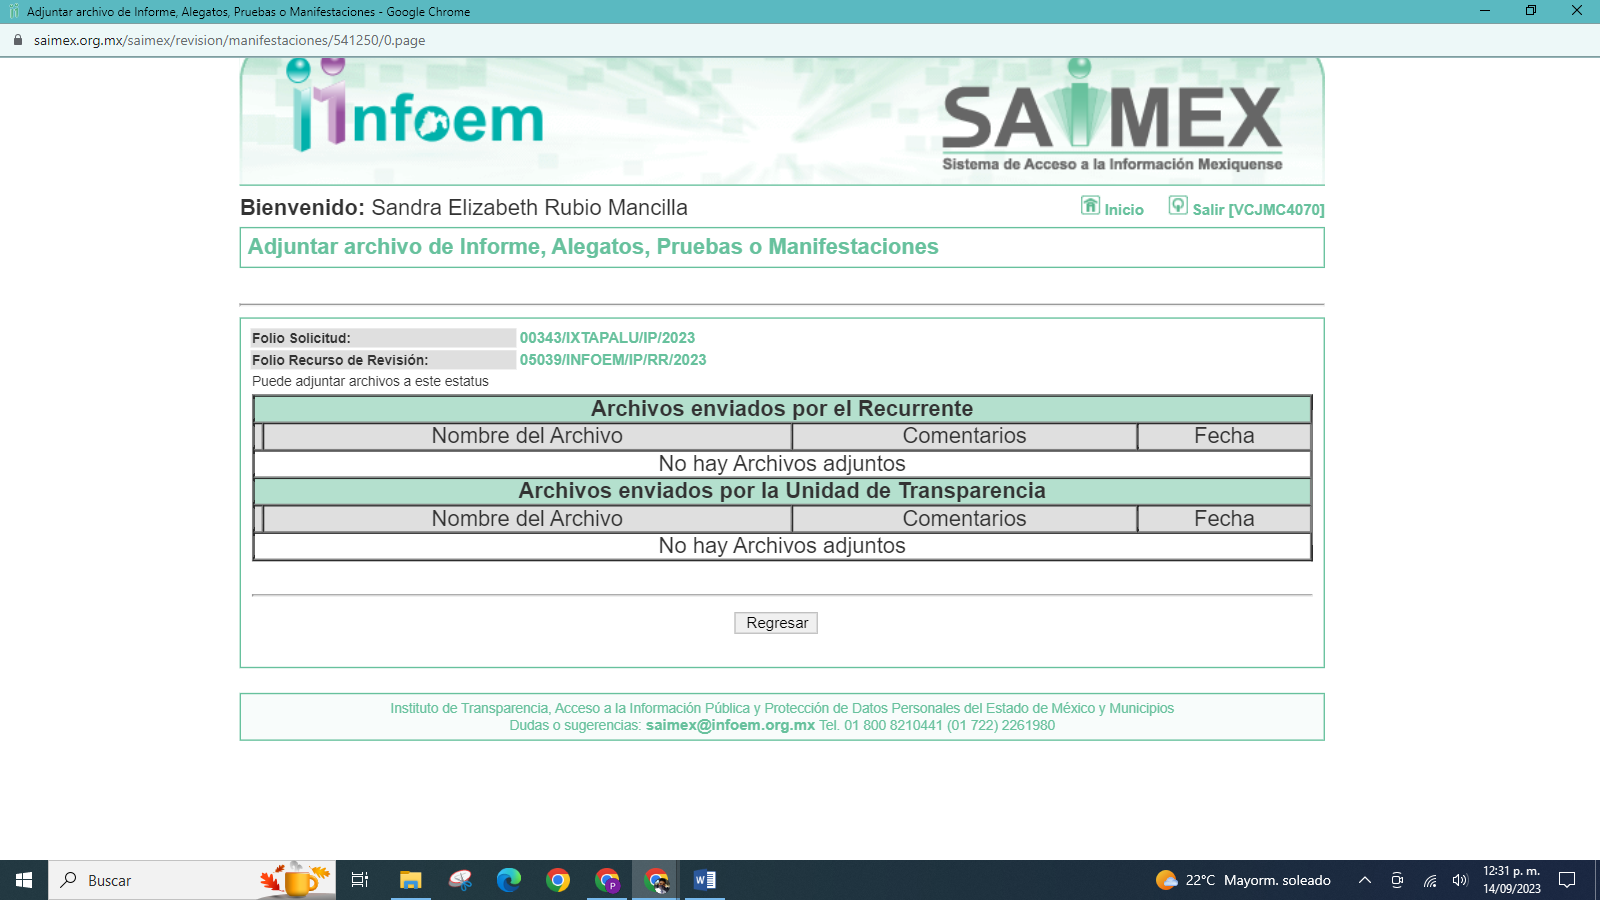 Adjuntar archivo de Informe, Alegatos, Pruebas o Manifestaciones - Google Chrome
saimex.org.mx/saimex/revision/manifestaciones/541250/0.page
infoem
SAIMEX
Sistema de Acceso a la Información Mexiquense
Bienvenido: Sandra Elizabeth Rubio Mancilla
Inicio Salir [VCJMC4070]
Adjuntar archivo de Informe, Alegatos, Pruebas o Manifestaciones
Folio Solicitud: 00343/IXTAPALU/IP/2023
Folio Recurso de Revisión: 05039/INFOEM/IP/RR/2023
Puede adjuntar archivos a este estatus
Archivos enviados por el Recurrente
Nombre del Archivo Comentarios Fecha
No hay Archivos adjuntos
Archivos enviados por la Unidad de Transparencia
Nombre del Archivo Comentarios Fecha
No hay Archivos adjuntos
Regresar
Instituto de Transparencia, Acceso a la Información Pública y Protección de Datos Personales del Estado de México y Municipios
Dudas o sugerencias: saimex@infoem.org.mx Tel. 01 800 8210441 (01 722) 2261980
Buscar
22°C Mayorm. soleado
12:31 p. m.
14/09/2023